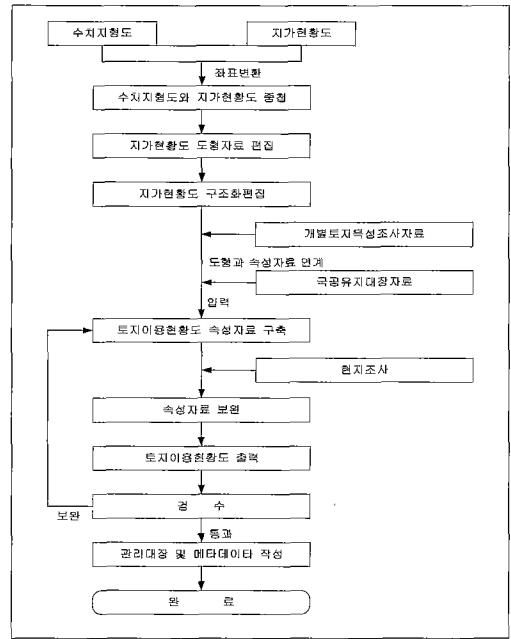 수치지형도
지가현황도
좌표변환
수치지형도와 지가현황도 중첩
지가현황도 도형자료 편집
지가현황도 구조화편집
개별토지특성조사자료
도형과 속성자료 연계
국공유지대장자료
입력
토지이용현황도 속성자료 구축
현지조사
속성자료 보완
토지이용현황도 출력
검 수
보완
통과
관리대장 및 메타데이타 작성
완 료